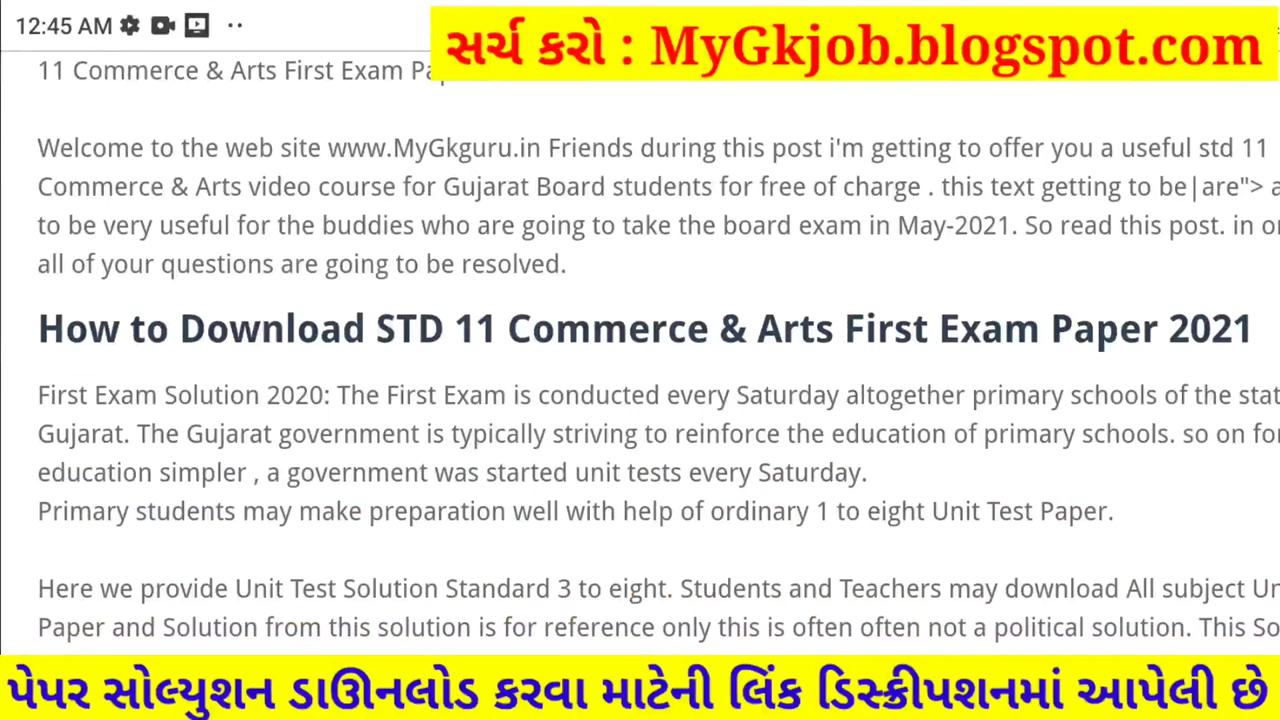 12:45 AM
સર્ચ કરો : MyGkjob.blogspot.com
11 Commerce & Arts First Exam
Welcome to the web site www.MyGkguru.in Friends during this post i'm getting to offer you a useful std 11
Commerce & Arts video course for Gujarat Board students for free of charge . this text getting to be|are">
to be very useful for the buddies who are going to take the board exam in May-2021. So read this post. in
all of your questions are going to be resolved.
How to Download STD 11 Commerce & Arts First Exam Paper 2021
First Exam Solution 2020: The First Exam is conducted every Saturday altogether primary schools of the
Gujarat. The Gujarat government is typically striving to reinforce the education of primary schools. so on
education simpler , a government was started unit tests every Saturday.
Primary students may make preparation well with help of ordinary 1 to eight Unit Test Paper.
Here we provide Unit Test Solution Standard 3 to eight. Students and Teachers may download All subject
Paper and Solution from this solution is for reference only this is often often not a political solution. This
પેપર સોલ્યુશન ડાઊનલોડ કરવા માટેની લિંક ડિસ્ક્રીપશનમાં આપેલી છે